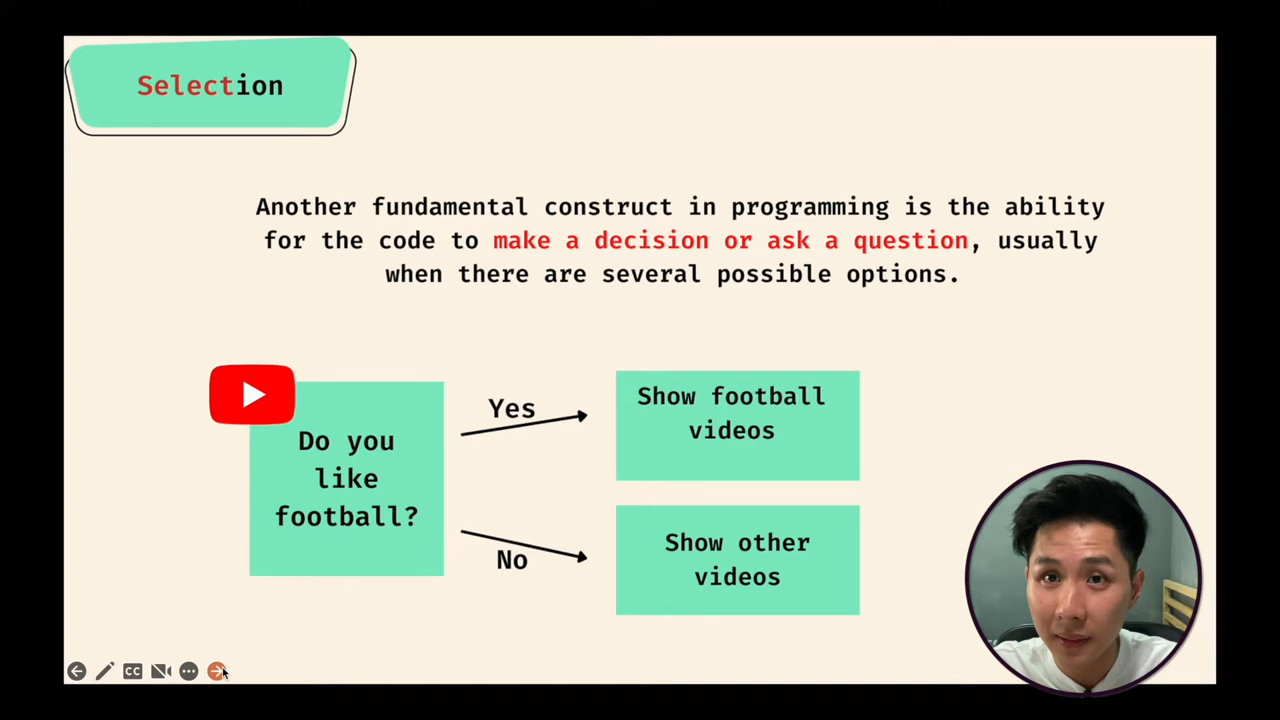 Selection
Another fundamental construct in programming is the ability
for the code to make a decision or ask a question, usually
when there are several possible options.
Do you
like
football?
Yes
No
Show football
videos
Show other
videos
CC